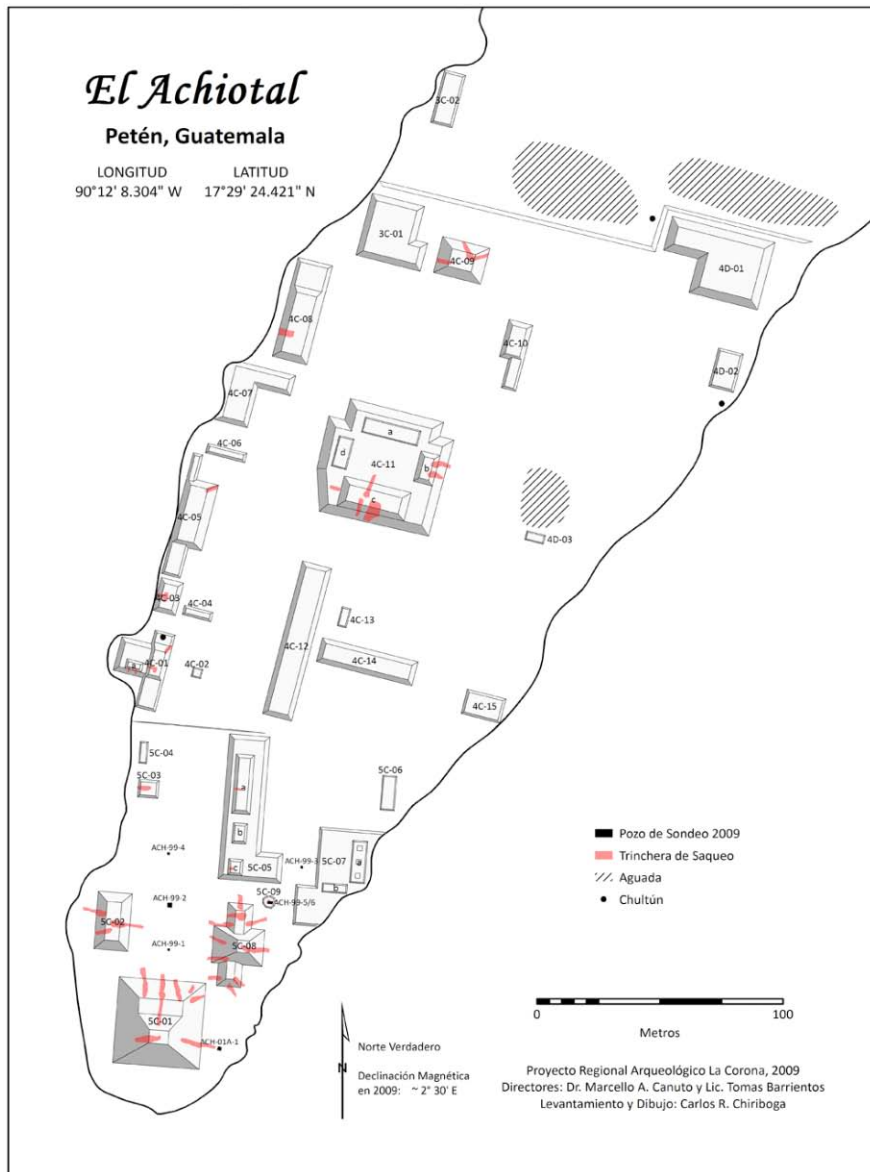 El Achiotal
Petén, Guatemala
LONGITUD LATITUD
90°12' 8.304" W 17°29' 24.421" N
3C-02
3C-01
4C-09
4D-01
4C-08
4C-10
4D-02
4C-07
4C-06
a
d
4C-11
b
c
4C-05
4D-03
4C-03
4C-04
4C-13
4C-12
4C-14
a
4C-01
4C-02
4C-15
5C-04
5C-03
5C-06
a
b
c
5C-05
ACH-99-4
ACH-99-3
5C-07
a
b
5C-09
ACH-99-5/6
ACH-99-2
5C-02
ACH-99-1
5C-08
5C-01
ACH-01A-1
Pozo de Sondeo 2009
Trinchera de Saqueo
Aguada
Chultún
0 100
Metros
N
Norte Verdadero
Declinación Magnética
en 2009: ~ 2° 30' E
Proyecto Regional Arqueológico La Corona, 2009
Directores: Dr. Marcello A. Canuto y Lic. Tomas Barrientos
Levantamiento y Dibujo: Carlos R. Chiriboga